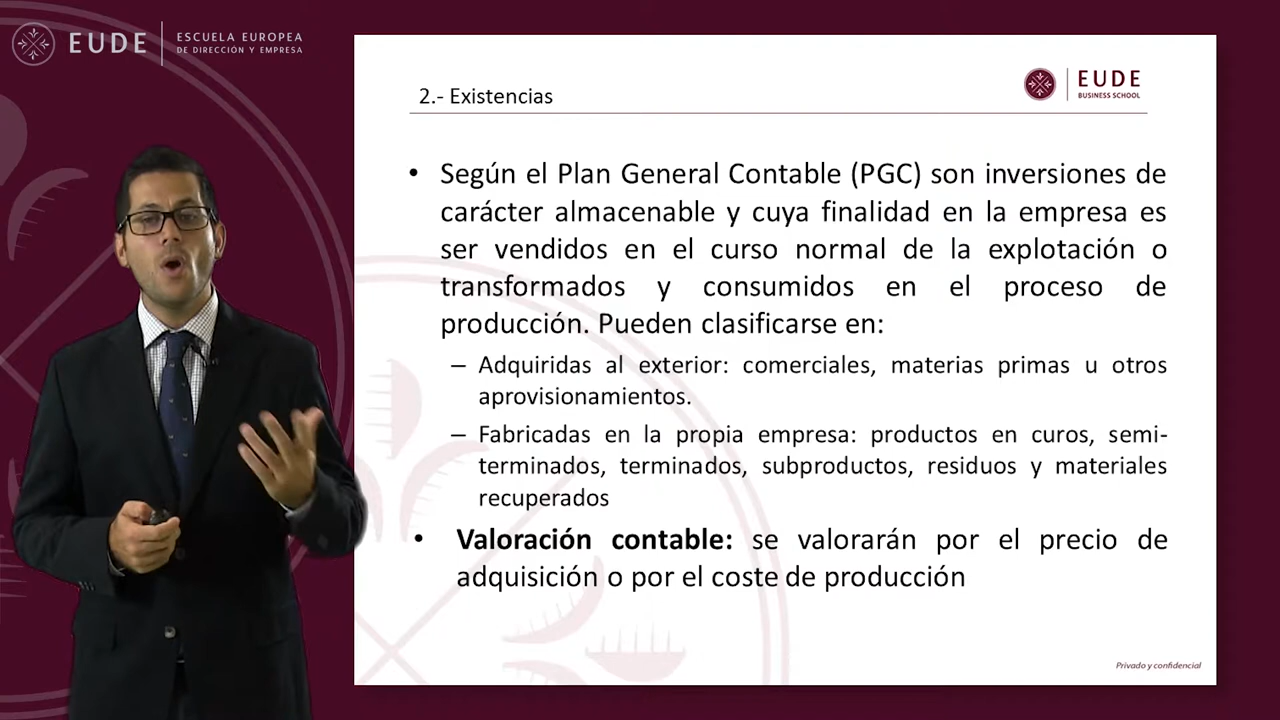 EUDE
ESCUELA EUROPEA
DE DIRECCIÓN Y EMPRESA
2.- Existencias
EUDE
BUSINESS SCHOOL
• Según el Plan General Contable (PGC) son inversiones de
carácter almacenable y cuya finalidad en la empresa es
ser vendidos en el curso normal de la explotación o
transformados y consumidos en el proceso de
producción. Pueden clasificarse en:
– Adquiridas al exterior: comerciales, materias primas u otros
aprovisionamientos.
– Fabricadas en la propia empresa: productos en curos, semi-
terminados, terminados, subproductos, residuos y materiales
recuperados
• Valoración contable: se valorarán por el precio de
adquisición o por el coste de producción
Privado y confidencial